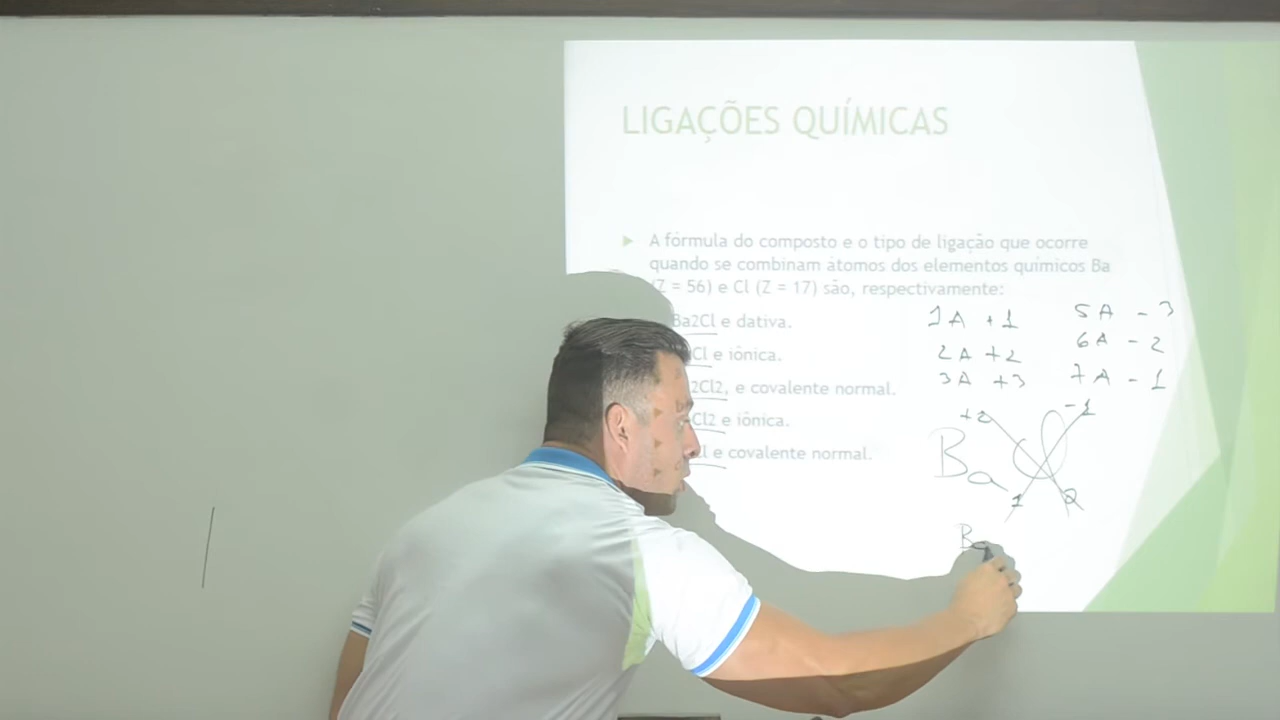 LIGAÇÕES QUÍMICAS
A fórmula do composto e o tipo de ligação que ocorre
quando se combinam átomos dos elementos químicos Ba
(Z = 56) e Cl (Z = 17) são, respectivamente:
Ba2Cl e dativa.
Cl e iônica.
2Cl2, e covalente normal.
Cl2 e iônica.
e covalente normal.
1A +1 5A - 3
2A +2 6A - 2
3A +3 7A - 1
+2 -1
Ba Cl
1 2
Ba